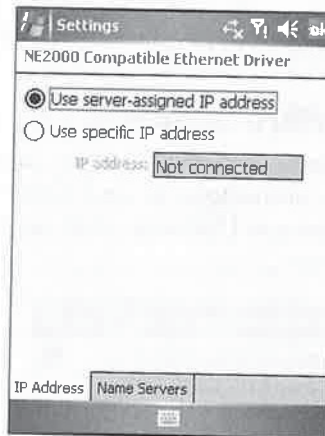 Settings
ok
NE2000 Compatible Ethernet Driver
Use server-assigned IP address
Use specific IP address
IP address: Not connected
IP Address Name Servers